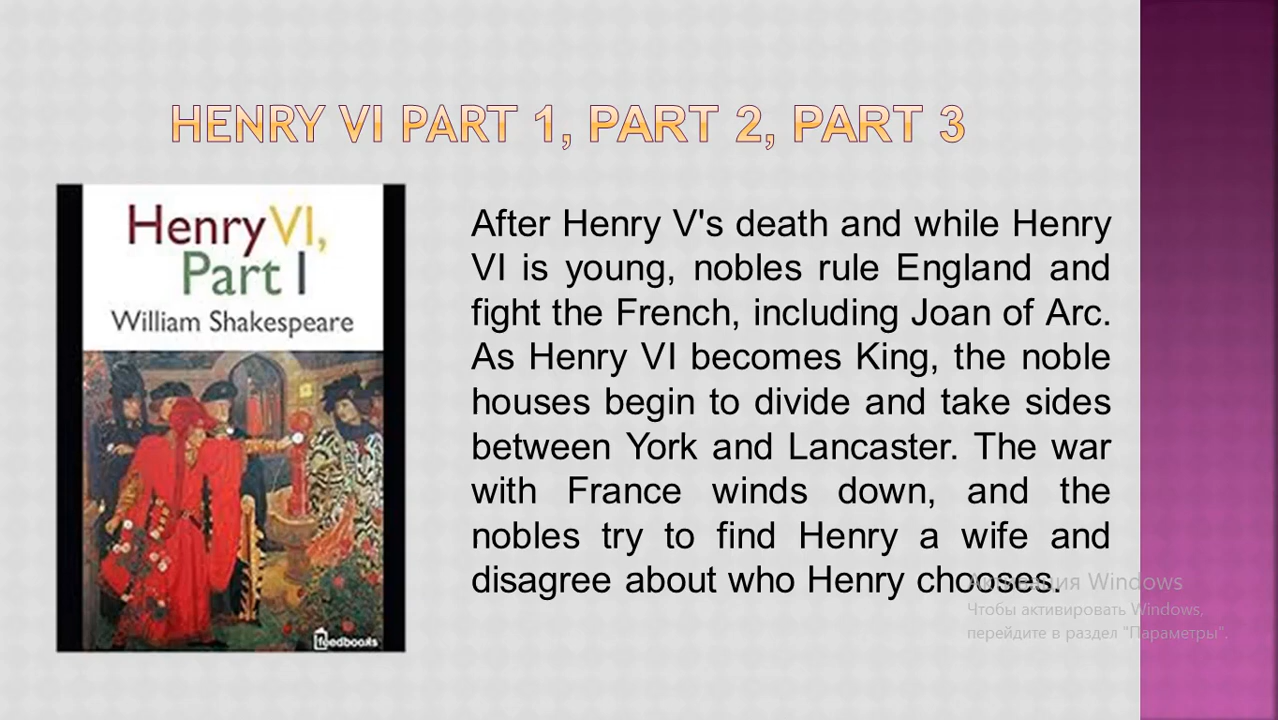 HENRY VI PART 1, PART 2, PART 3
Henry VI,
Part I
William Shakespeare
feedbooks
After Henry V's death and while Henry
VI is young, nobles rule England and
fight the French, including Joan of Arc.
As Henry VI becomes King, the noble
houses begin to divide and take sides
between York and Lancaster. The war
with France winds down, and the
nobles try to find Henry a wife and
disagree about who Henry chooses.
Активация Windows
Чтобы активировать Windows,
перейдите в раздел "Параметры".